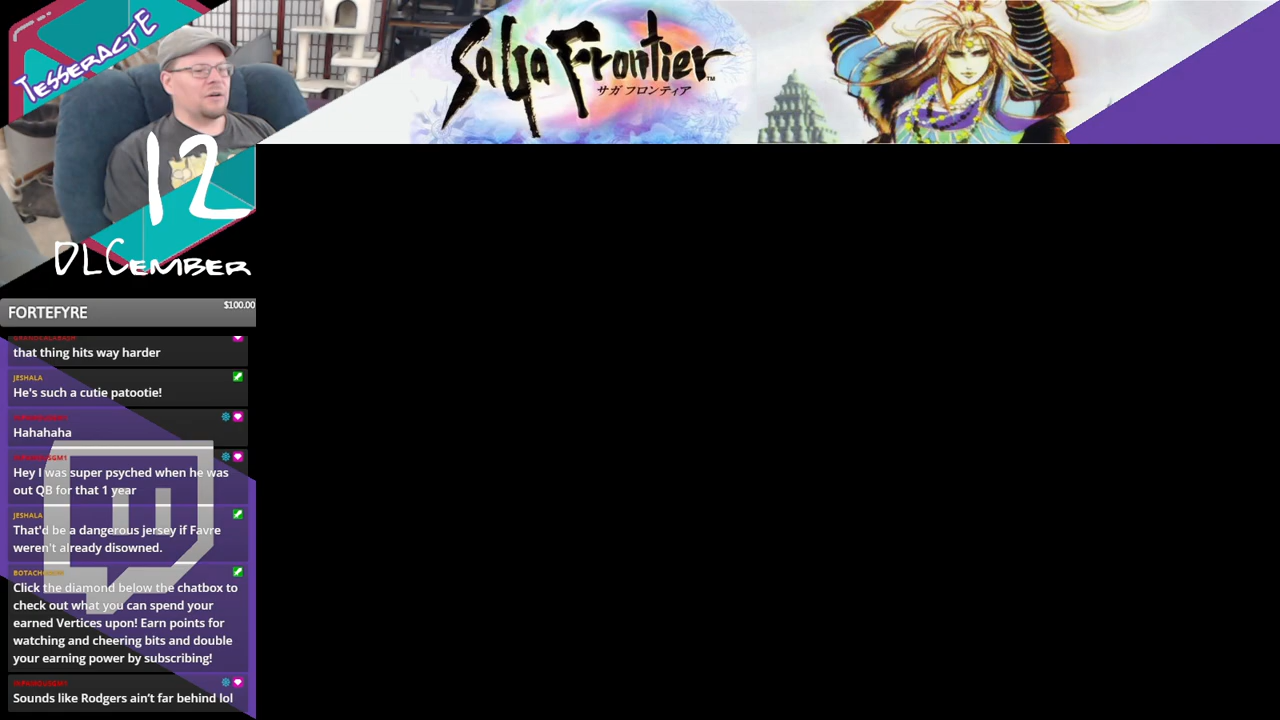 TESSERACTE
SaGa Frontier™
サガ フロンティア
12
DLCEMBER
FORTEFYRE
$100.00
that thing hits way harder
JESHALA
He's such a cutie patootie!
Hahahaha
Hey I was super psyched when he was
out QB for that 1 year
JESHALA
That'd be a dangerous jersey if Favre
weren't already disowned.
Click the diamond below the chatbox to
check out what you can spend your
earned Vertices upon! Earn points for
watching and cheering bits and double
your earning power by subscribing!
Sounds like Rodgers ain't far behind lol